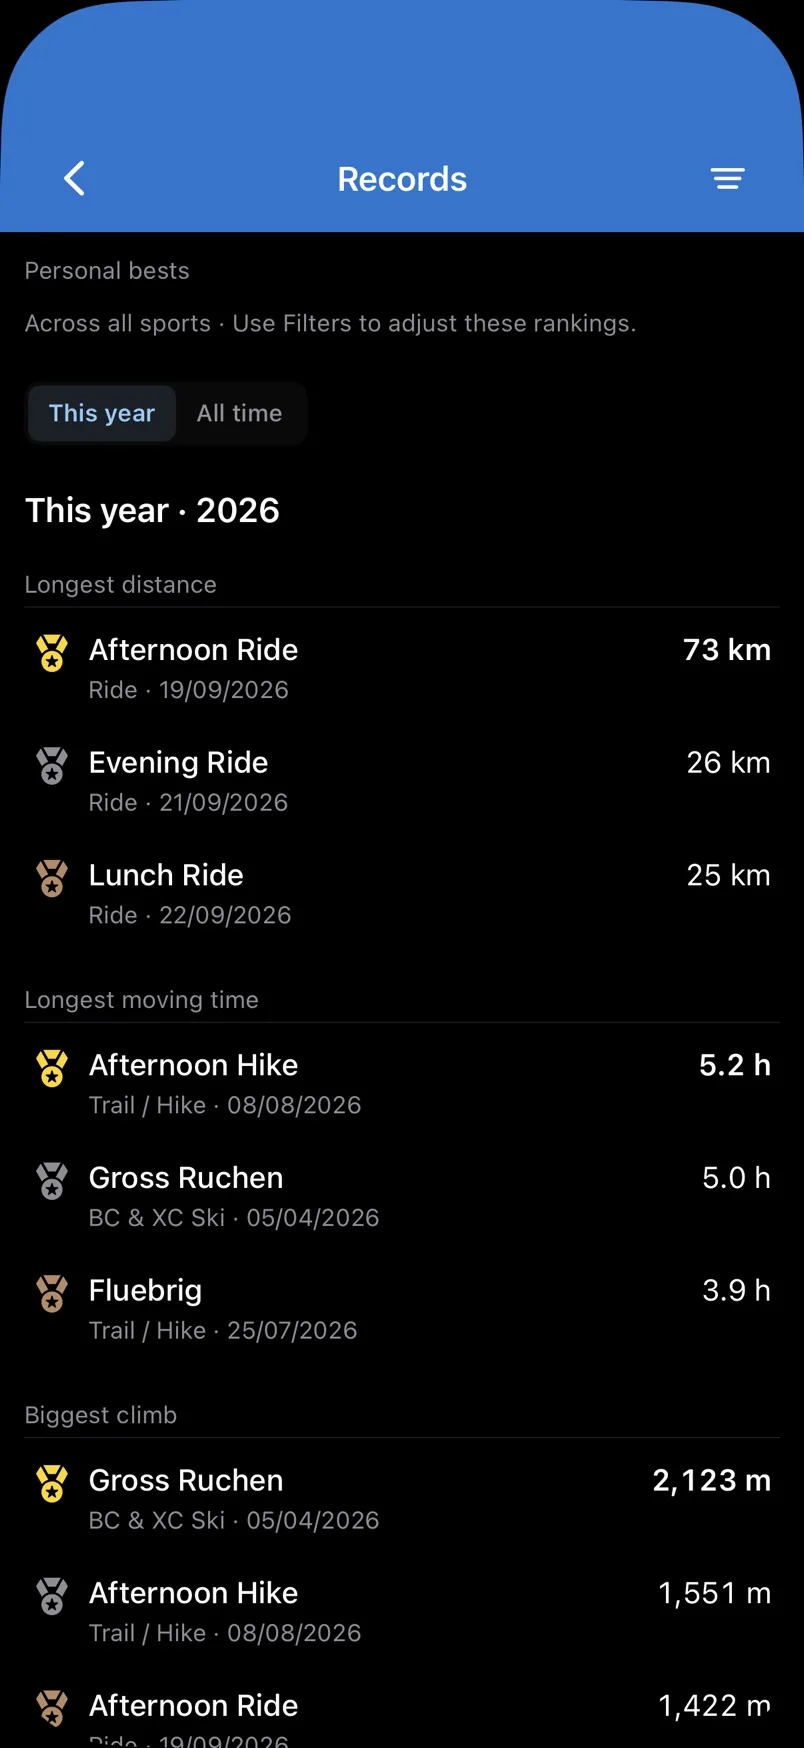 Records
Personal bests
Across all sports · Use Filters to adjust these rankings.
This year
All time
This year · 2026
Longest distance
Afternoon Ride
73 km
Ride · 19/09/2026
Evening Ride
26 km
Ride · 21/09/2026
Lunch Ride
25 km
Ride · 22/09/2026
Longest moving time
Afternoon Hike
5.2 h
Trail / Hike · 08/08/2026
Gross Ruchen
5.0 h
BC & XC Ski · 05/04/2026
Fluebrig
3.9 h
Trail / Hike · 25/07/2026
Biggest climb
Gross Ruchen
2,123 m
BC & XC Ski · 05/04/2026
Afternoon Hike
1,551 m
Trail / Hike · 08/08/2026
Afternoon Ride
1,422 m
Ride · 19/09/2026